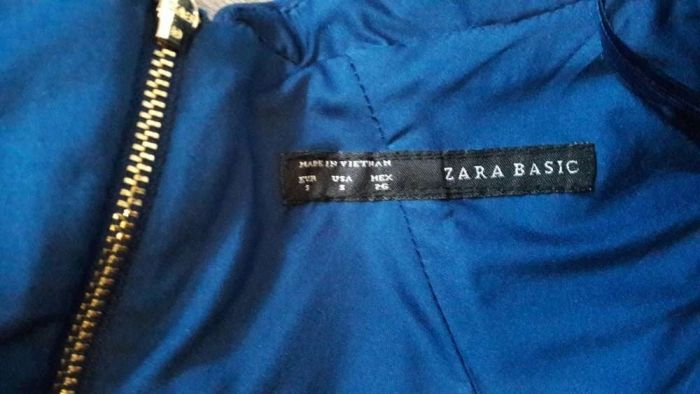 MADE IN VIETNAM
EUR USA MEX
S S 26
ZARA BASIC